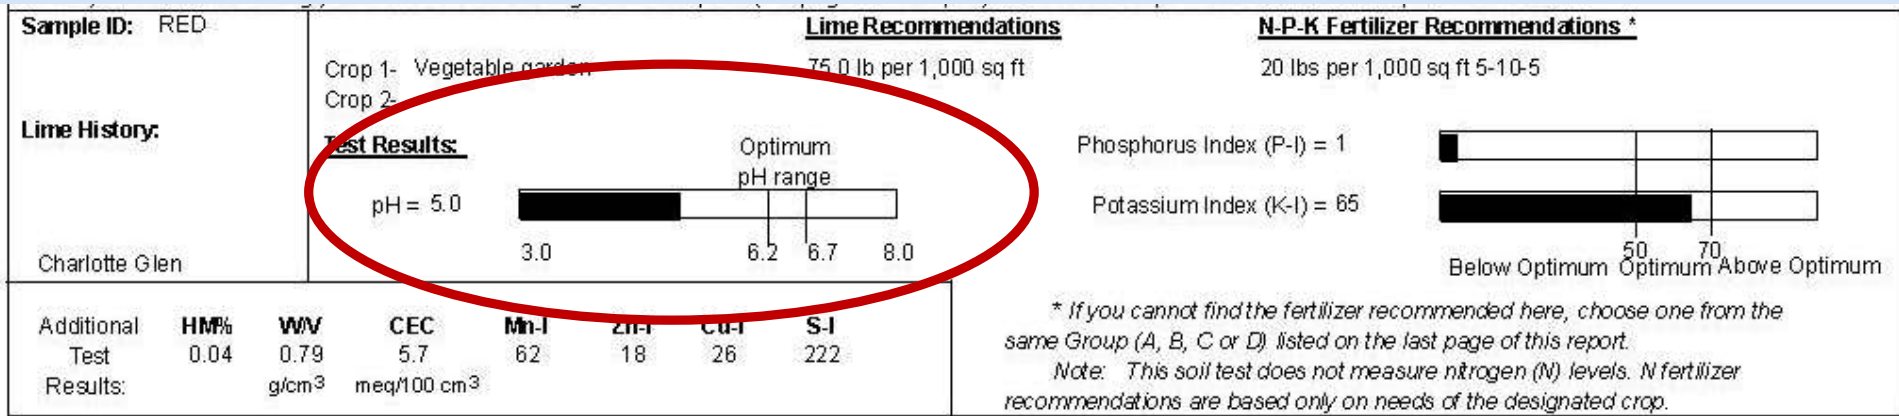 Sample ID: RED
Lime Recommendations
N-P-K Fertilizer Recommendations *
Crop 1- Vegetable garden
75.0 lb per 1,000 sq ft
20 lbs per 1,000 sq ft 5-10-5
Crop 2-
Lime History:
Test Results:
Optimum
pH range
Phosphorus Index (P-I) = 1
pH = 5.0
Potassium Index (K-I) = 65
3.0 6.2 6.7 8.0
50 70
Below Optimum Optimum Above Optimum
Charlotte Glen
Additional HM% W/V CEC Mn-I Zn-I Cu-I S-I
Test 0.04 0.79 5.7 62 18 26 222
Results: g/cm³ meq/100 cm³
* If you cannot find the fertilizer recommended here, choose one from the
same Group (A, B, C or D) listed on the last page of this report.
Note: This soil test does not measure nitrogen (N) levels. N fertilizer
recommendations are based only on needs of the designated crop.